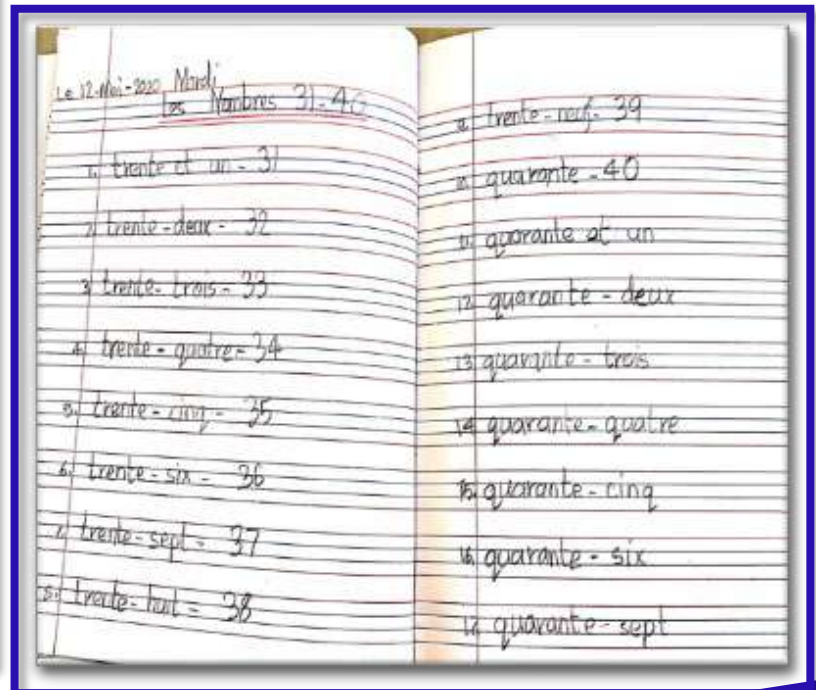 Le 12-Mai-2020 Mardi
Les Nombres 31-40
1. trente et un - 31
2. trente-deux - 32
3. trente-trois - 33
4. trente-quatre - 34
5. trente-cinq - 35
6. trente-six - 36
7. trente-sept - 37
8. trente-huit - 38
9. trente-neuf - 39
10. quarante - 40
11. quarante et un
12. quarante-deux
13. quarante-trois
14. quarante-quatre
15. quarante-cinq
16. quarante-six
17. quarante-sept